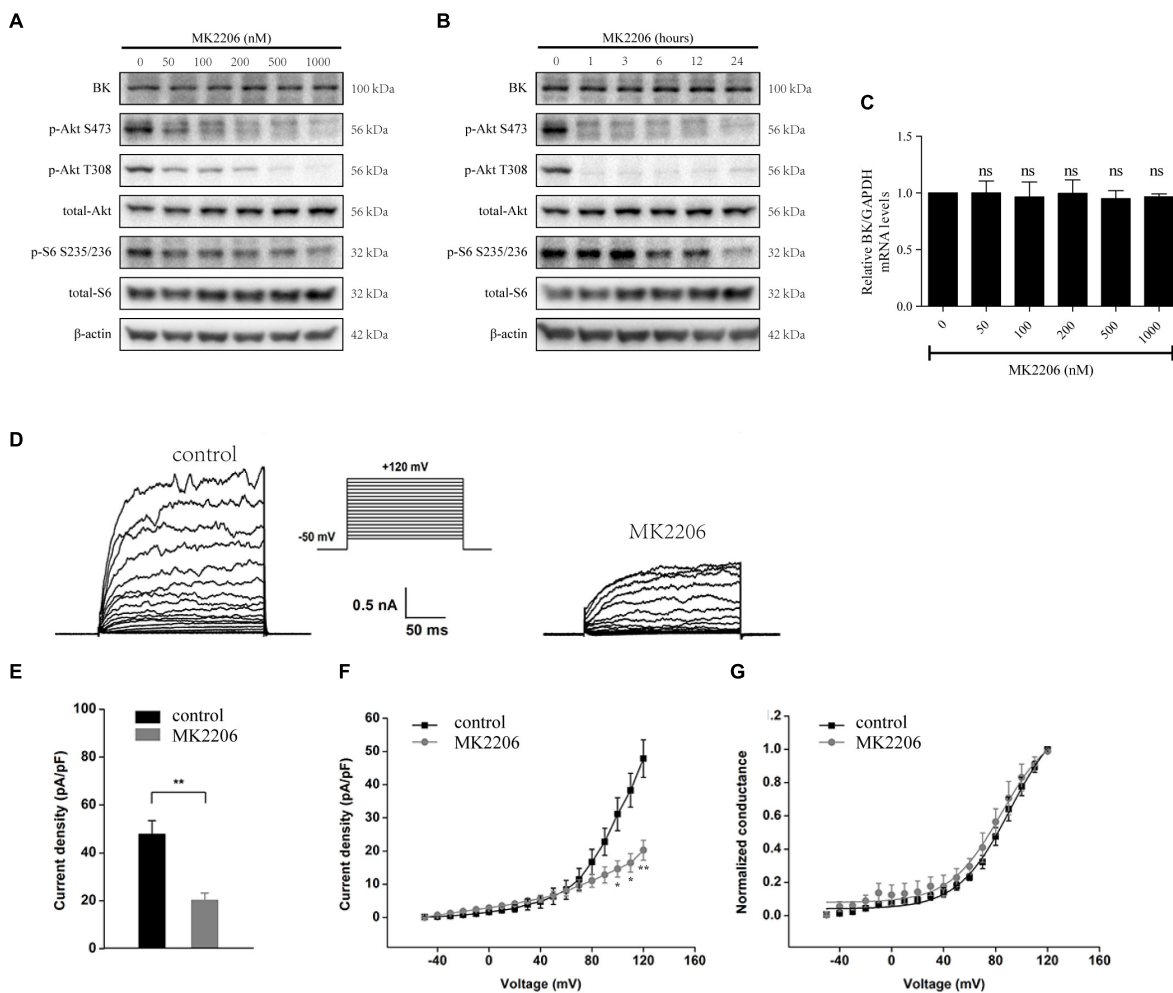 A
MK2206 (nM)
0 50 100 200 500 1000
BK 100 kDa
p-Akt S473 56 kDa
p-Akt T308 56 kDa
total-Akt 56 kDa
p-S6 S235/236 32 kDa
total-S6 32 kDa
β-actin 42 kDa
B
MK2206 (hours)
0 1 3 6 12 24
BK 100 kDa
p-Akt S473 56 kDa
p-Akt T308 56 kDa
total-Akt 56 kDa
p-S6 S235/236 32 kDa
total-S6 32 kDa
β-actin 42 kDa
C
Relative BK/GAPDH
mRNA levels
1.5
1.0
0.5
0.0
ns ns ns ns ns
0 50 100 200 500 1000
MK2206 (nM)
D
control
+120 mV
-50 mV
0.5 nA
50 ms
MK2206
E
Current density (pA/pF)
100
80
60
40
20
0
control
MK2206
**
F
Current density (pA/pF)
60
50
40
30
20
10
0
control
MK2206
* * **
-40 0 40 80 120 160
Voltage (mV)
G
Normalized conductance
.2
1.0
0.8
0.6
0.4
0.2
0.0
control
MK2206
-40 0 40 80 120 160
Voltage (mV)